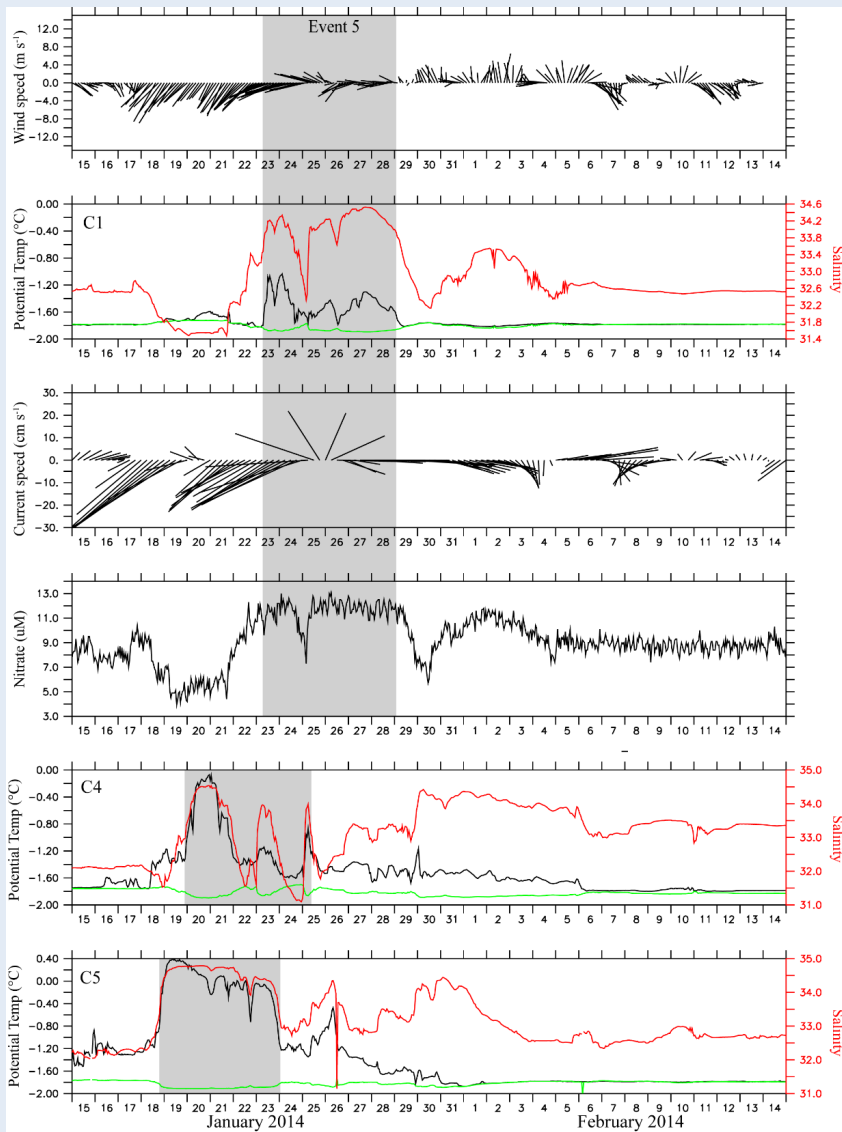 Event 5
Wind speed (m s⁻¹)
12.0
8.0
4.0
0.0
−4.0
−8.0
−12.0
15 16 17 18 19 20 21 22 23 24 25 26 27 28 29 30 31 1 2 3 4 5 6 7 8 9 10 11 12 13 14
C1
Potential Temp (°C)
0.00
−0.40
−0.80
−1.20
−1.60
−2.00
34.6
34.2
33.8
33.4
33.0
32.6
32.2
31.8
31.4
Salinity
15 16 17 18 19 20 21 22 23 24 25 26 27 28 29 30 31 1 2 3 4 5 6 7 8 9 10 11 12 13 14
Current speed (cm s⁻¹)
30.
20.
10.
0.
−10.
−20.
−30.
15 16 17 18 19 20 21 22 23 24 25 26 27 28 29 30 31 1 2 3 4 5 6 7 8 9 10 11 12 13 14
Nitrate (uM)
13.0
11.0
9.0
7.0
5.0
3.0
15 16 17 18 19 20 21 22 23 24 25 26 27 28 29 30 31 1 2 3 4 5 6 7 8 9 10 11 12 13 14
C4
Potential Temp (°C)
0.00
−0.40
−0.80
−1.20
−1.60
−2.00
35.0
34.0
33.0
32.0
31.0
Salinity
15 16 17 18 19 20 21 22 23 24 25 26 27 28 29 30 31 1 2 3 4 5 6 7 8 9 10 11 12 13 14
C5
Potential Temp (°C)
0.40
0.00
−0.40
−0.80
−1.20
−1.60
−2.00
35.0
34.0
33.0
32.0
31.0
Salinity
15 16 17 18 19 20 21 22 23 24 25 26 27 28 29 30 31 1 2 3 4 5 6 7 8 9 10 11 12 13 14
January 2014
February 2014